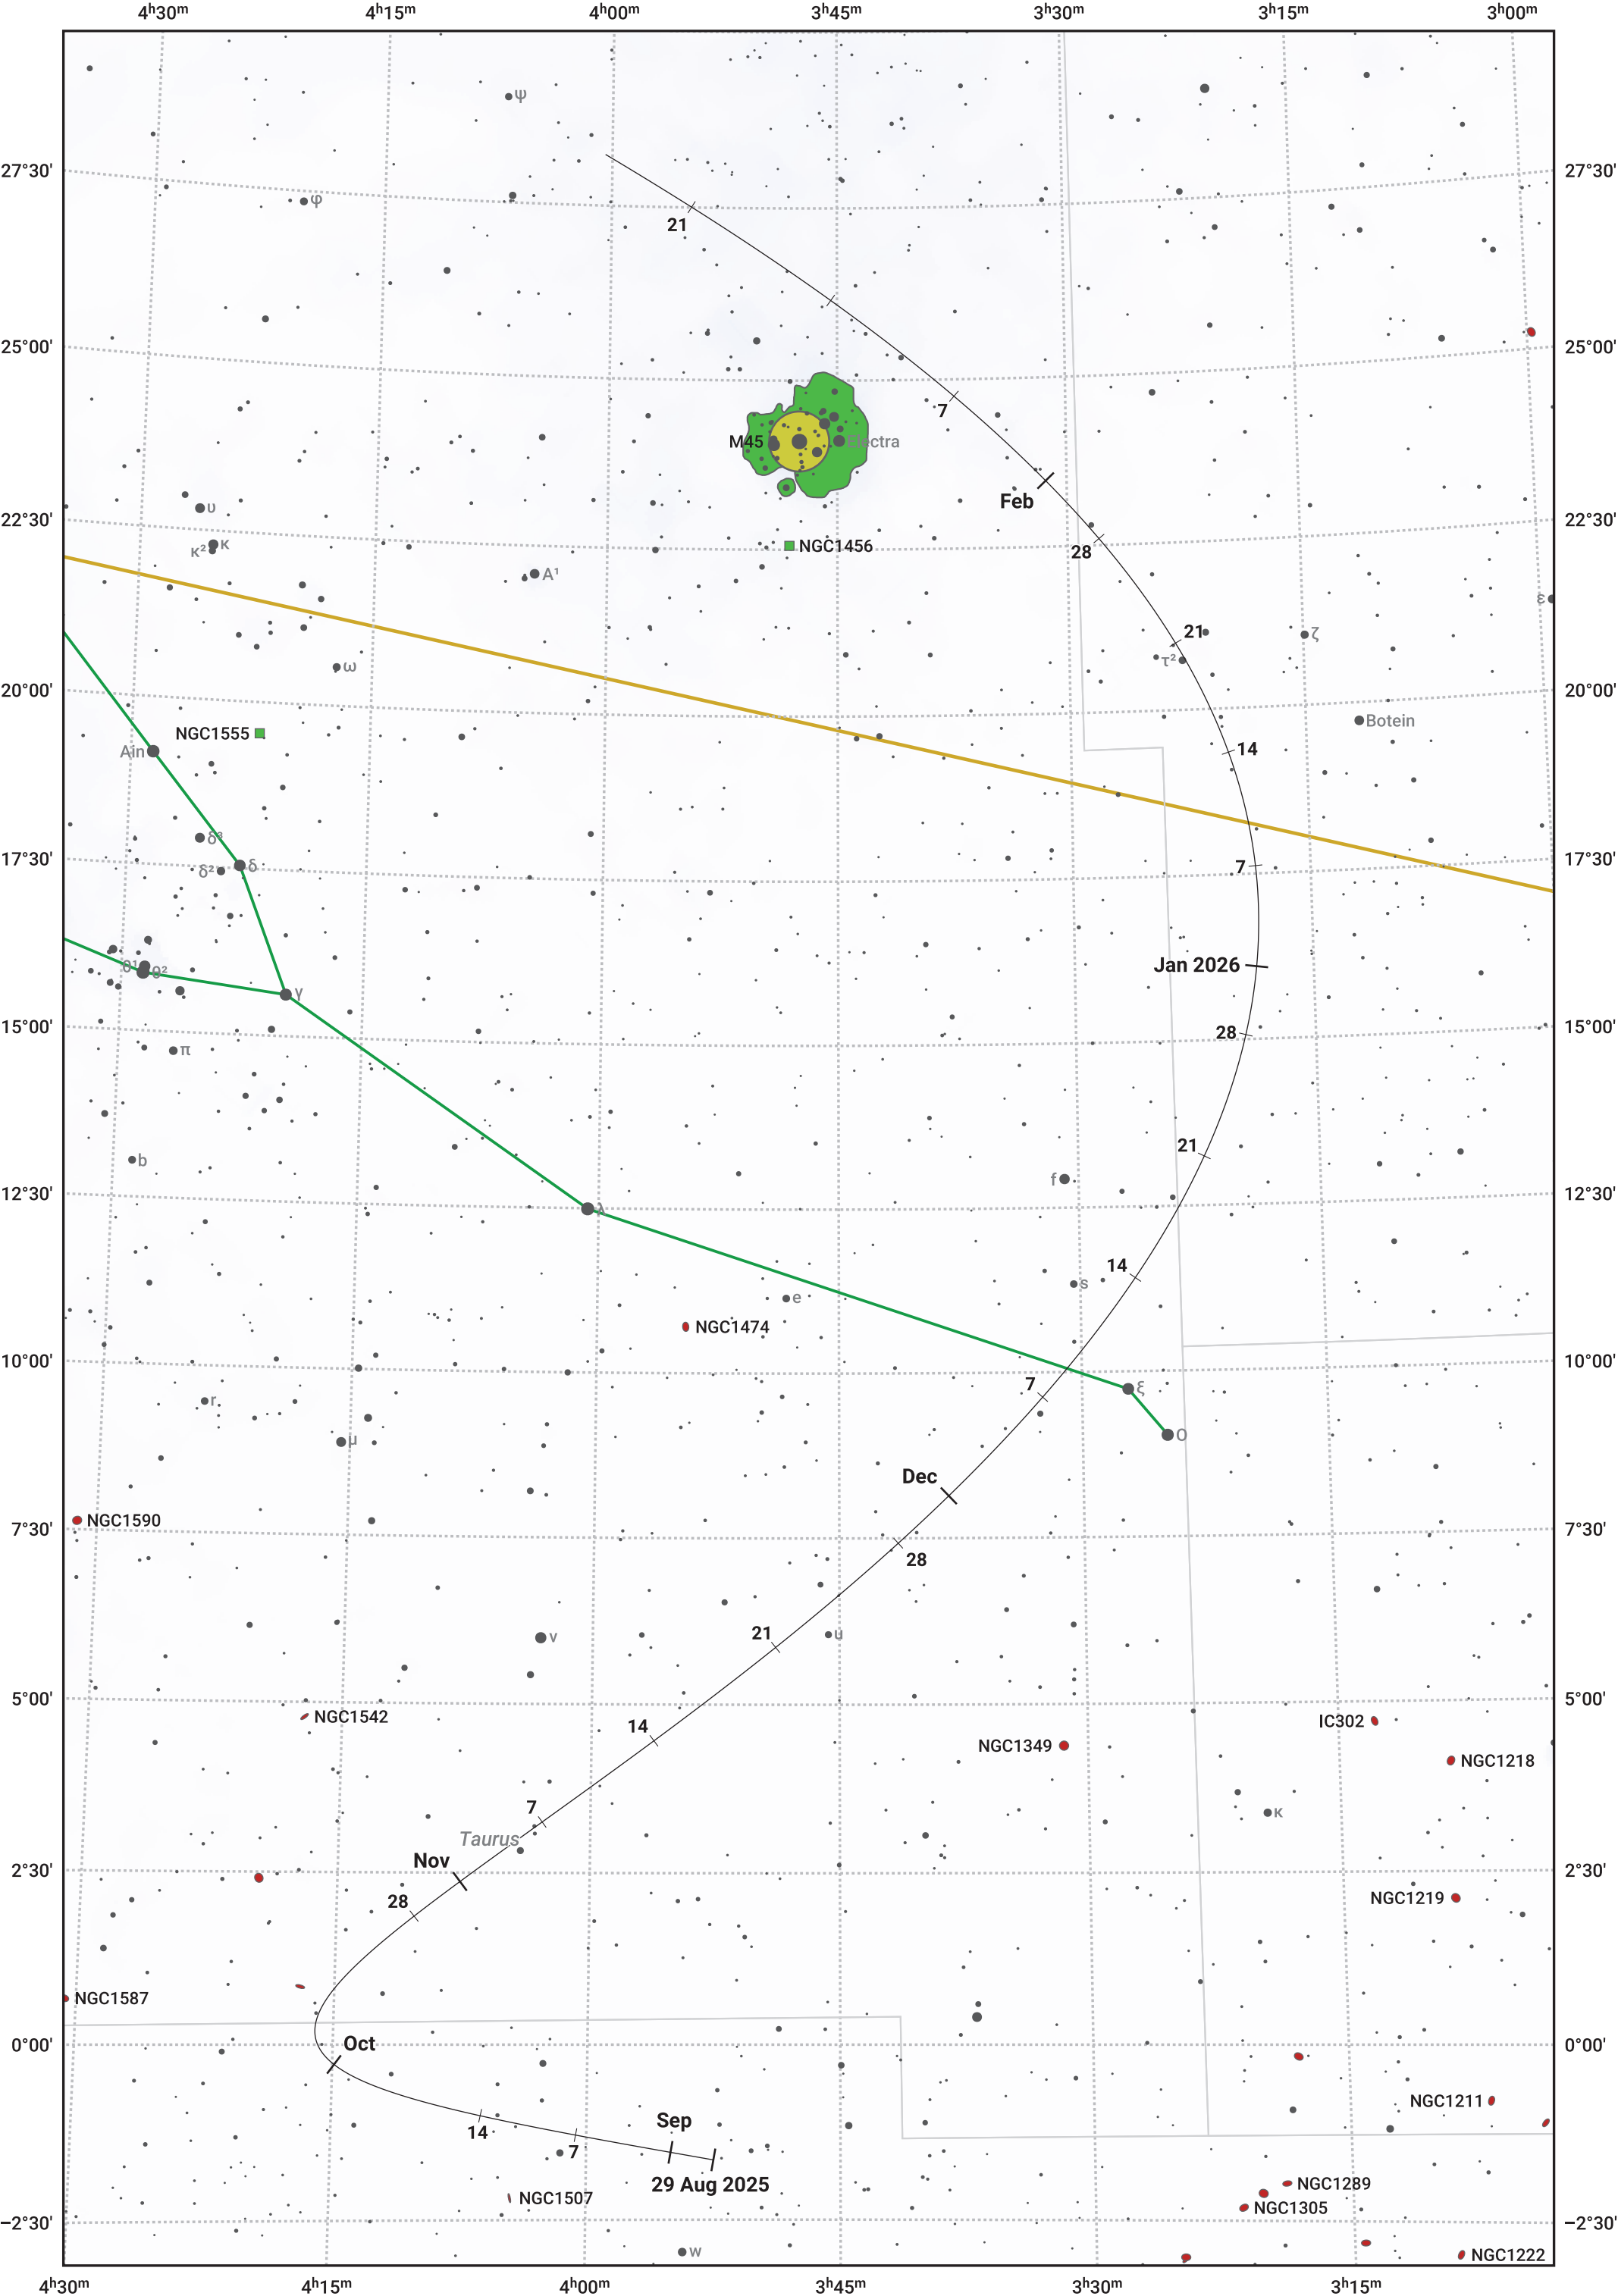 4h30m 4h15m 4h00m 3h45m 3h30m 3h15m 3h00m
ψ
27°30' 27°30'
φ
21
25°00' 25°00'
7
M45 Electra
Feb
υ
22°30' 22°30'
κ
κ²
NGC1456
28
A¹
ε
21
ζ
τ²
ω
20°00' 20°00'
Botein
NGC1555
14
Ain
δ³
17°30' 17°30'
δ
δ²
7
Jan 2026
θ¹
θ²
γ
15°00' 15°00'
28
π
21
b
f
12°30' 12°30'
λ
14
s
e
NGC1474
10°00' 10°00'
7
ξ
r
ο
μ
Dec
NGC1590
7°30' 7°30'
28
21
u
ν
5°00' 5°00'
NGC1542
IC302
14
NGC1349
NGC1218
7
κ
Taurus
Nov
2°30' 2°30'
28
NGC1219
NGC1587
Oct
0°00' 0°00'
NGC1211
Sep
14
7
29 Aug 2025
NGC1289
NGC1507
NGC1305
−2°30' −2°30'
w
NGC1222
4h30m 4h15m 4h00m 3h45m 3h30m 3h15m